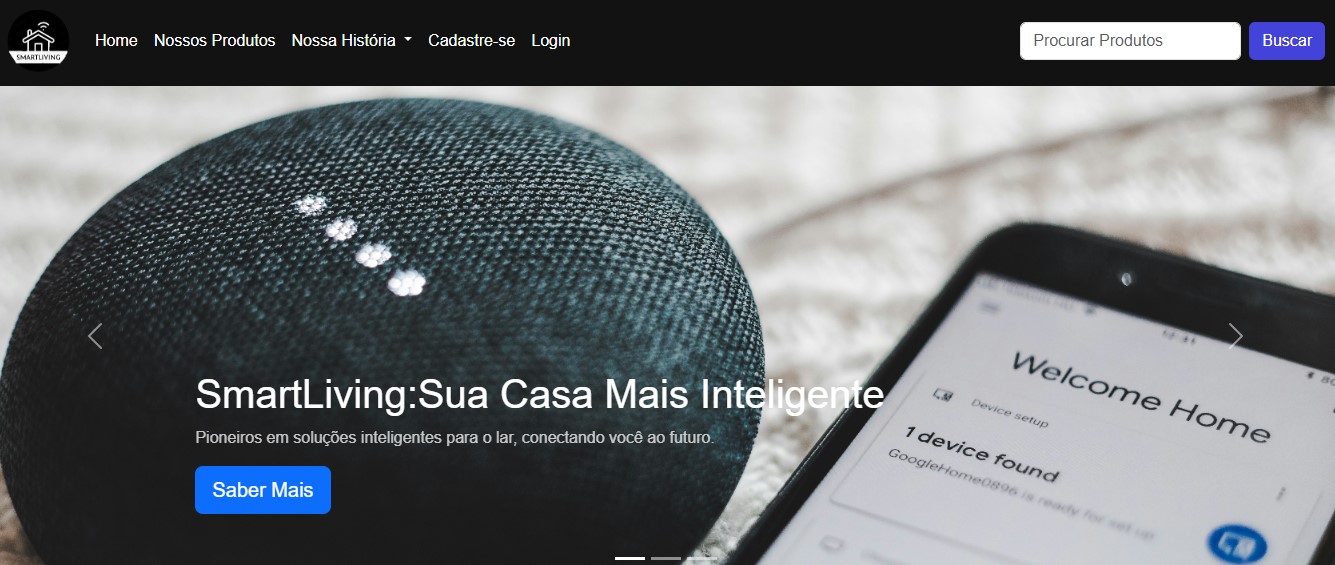 SMARTLIVING
Home Nossos Produtos Nossa História Cadastre-se Login Procurar Produtos Buscar
12:31
Welcome Home
Device setup
1 device found
GoogleHome0896 is ready for set up
SmartLiving:Sua Casa Mais Inteligente
Pioneiros em soluções inteligentes para o lar, conectando você ao futuro.
Saber Mais